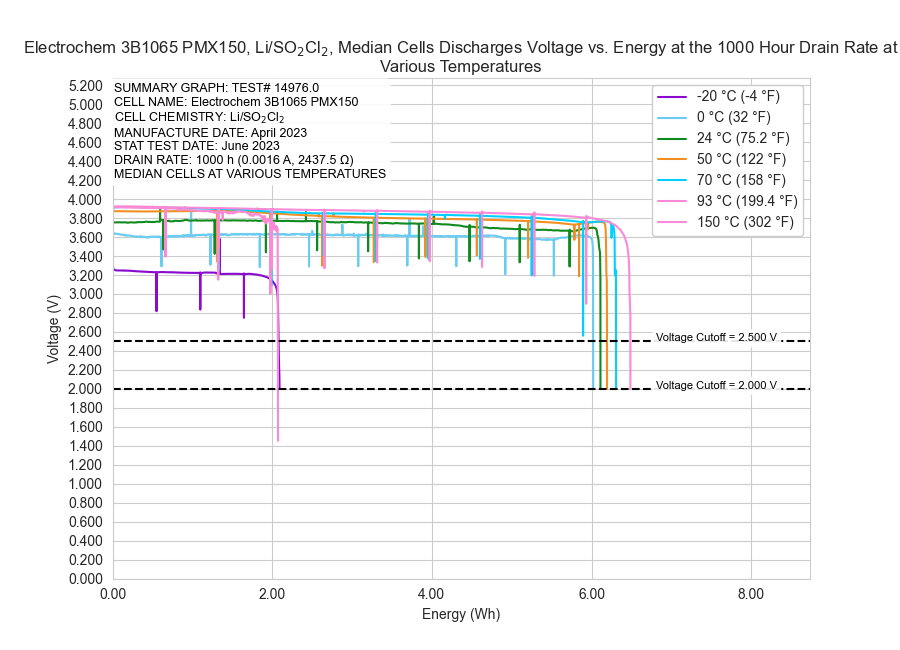 Electrochem 3B1065 PMX150, Li/SO₂Cl₂, Median Cells Discharges Voltage vs. Energy at the 1000 Hour Drain Rate at
Various Temperatures
SUMMARY GRAPH: TEST# 14976.0
CELL NAME: Electrochem 3B1065 PMX150
CELL CHEMISTRY: Li/SO₂Cl₂
MANUFACTURE DATE: April 2023
STAT TEST DATE: June 2023
DRAIN RATE: 1000 h (0.0016 A, 2437.5 Ω)
MEDIAN CELLS AT VARIOUS TEMPERATURES
-20 °C (-4 °F)
0 °C (32 °F)
24 °C (75.2 °F)
50 °C (122 °F)
70 °C (158 °F)
93 °C (199.4 °F)
150 °C (302 °F)
Voltage (V)
5.200
5.000
4.800
4.600
4.400
4.200
4.000
3.800
3.600
3.400
3.200
3.000
2.800
2.600
2.400
2.200
2.000
1.800
1.600
1.400
1.200
1.000
0.800
0.600
0.400
0.200
0.000
Voltage Cutoff = 2.500 V
Voltage Cutoff = 2.000 V
0.00 2.00 4.00 6.00 8.00
Energy (Wh)